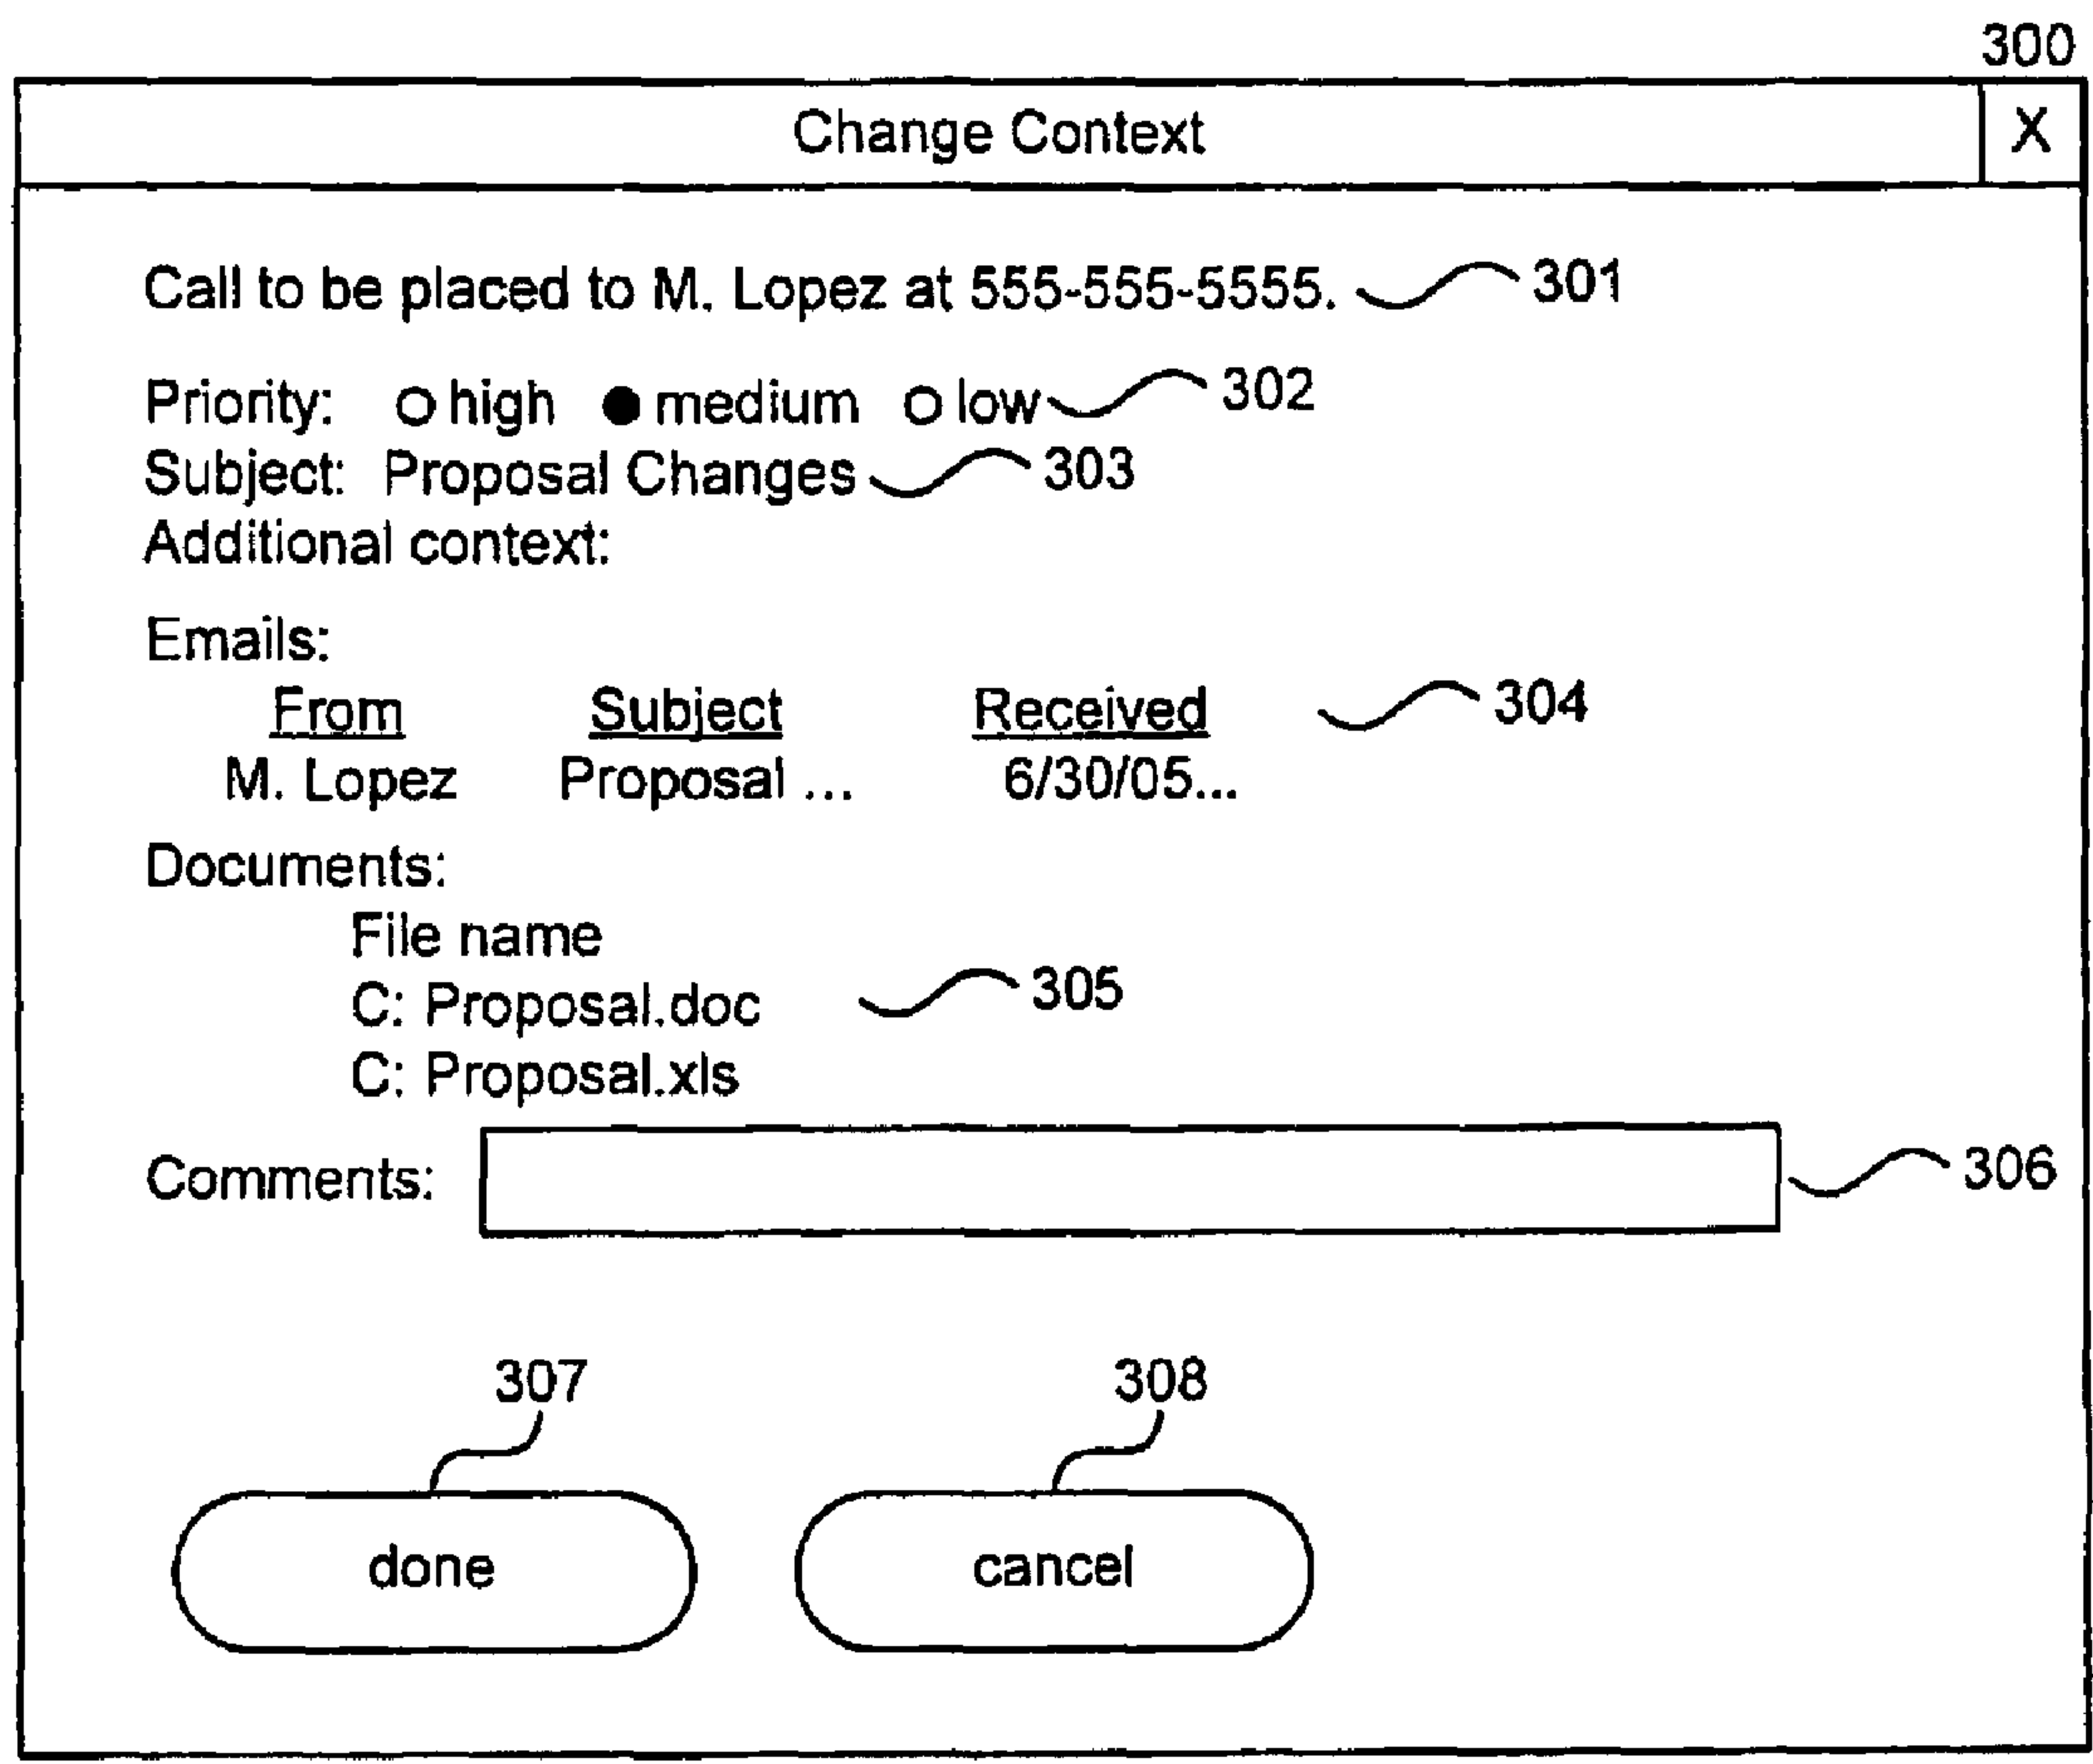 300
Change Context X
Call to be placed to M. Lopez at 555-555-5555. 301
Priority: high medium low 302
Subject: Proposal Changes 303
Additional context:
Emails:
From Subject Received 304
M. Lopez Proposal ... 6/30/05...
Documents:
File name
C: Proposal.doc 305
C: Proposal.xls
Comments: 306
307 308
done cancel